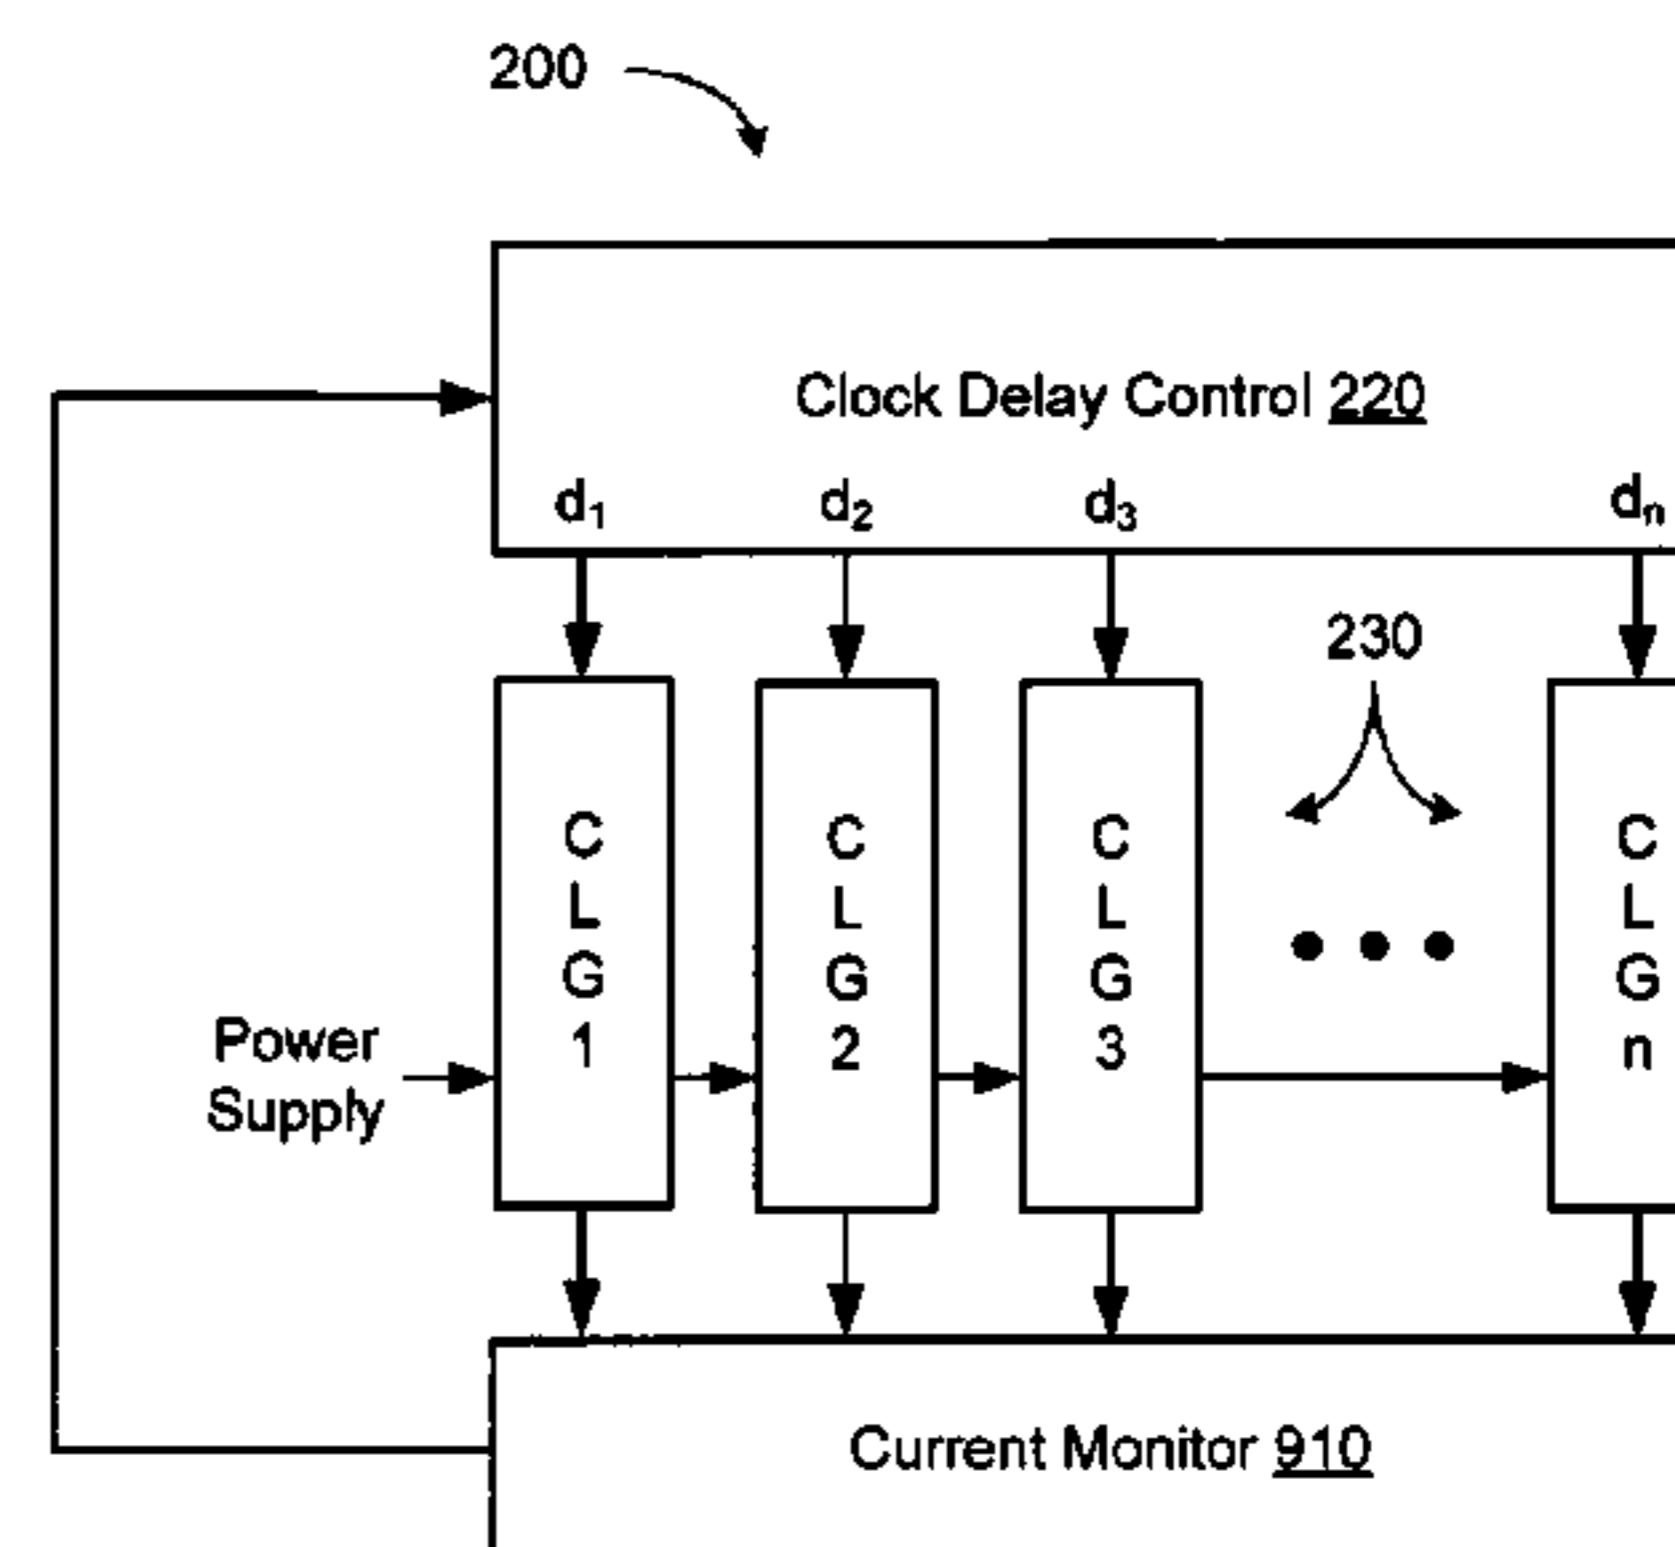 200
Clock Delay Control 220
d₁ d₂ d₃ dₙ
230
C
L
G
1
C
L
G
2
C
L
G
3
C
L
G
n
Power
Supply
Current Monitor 910